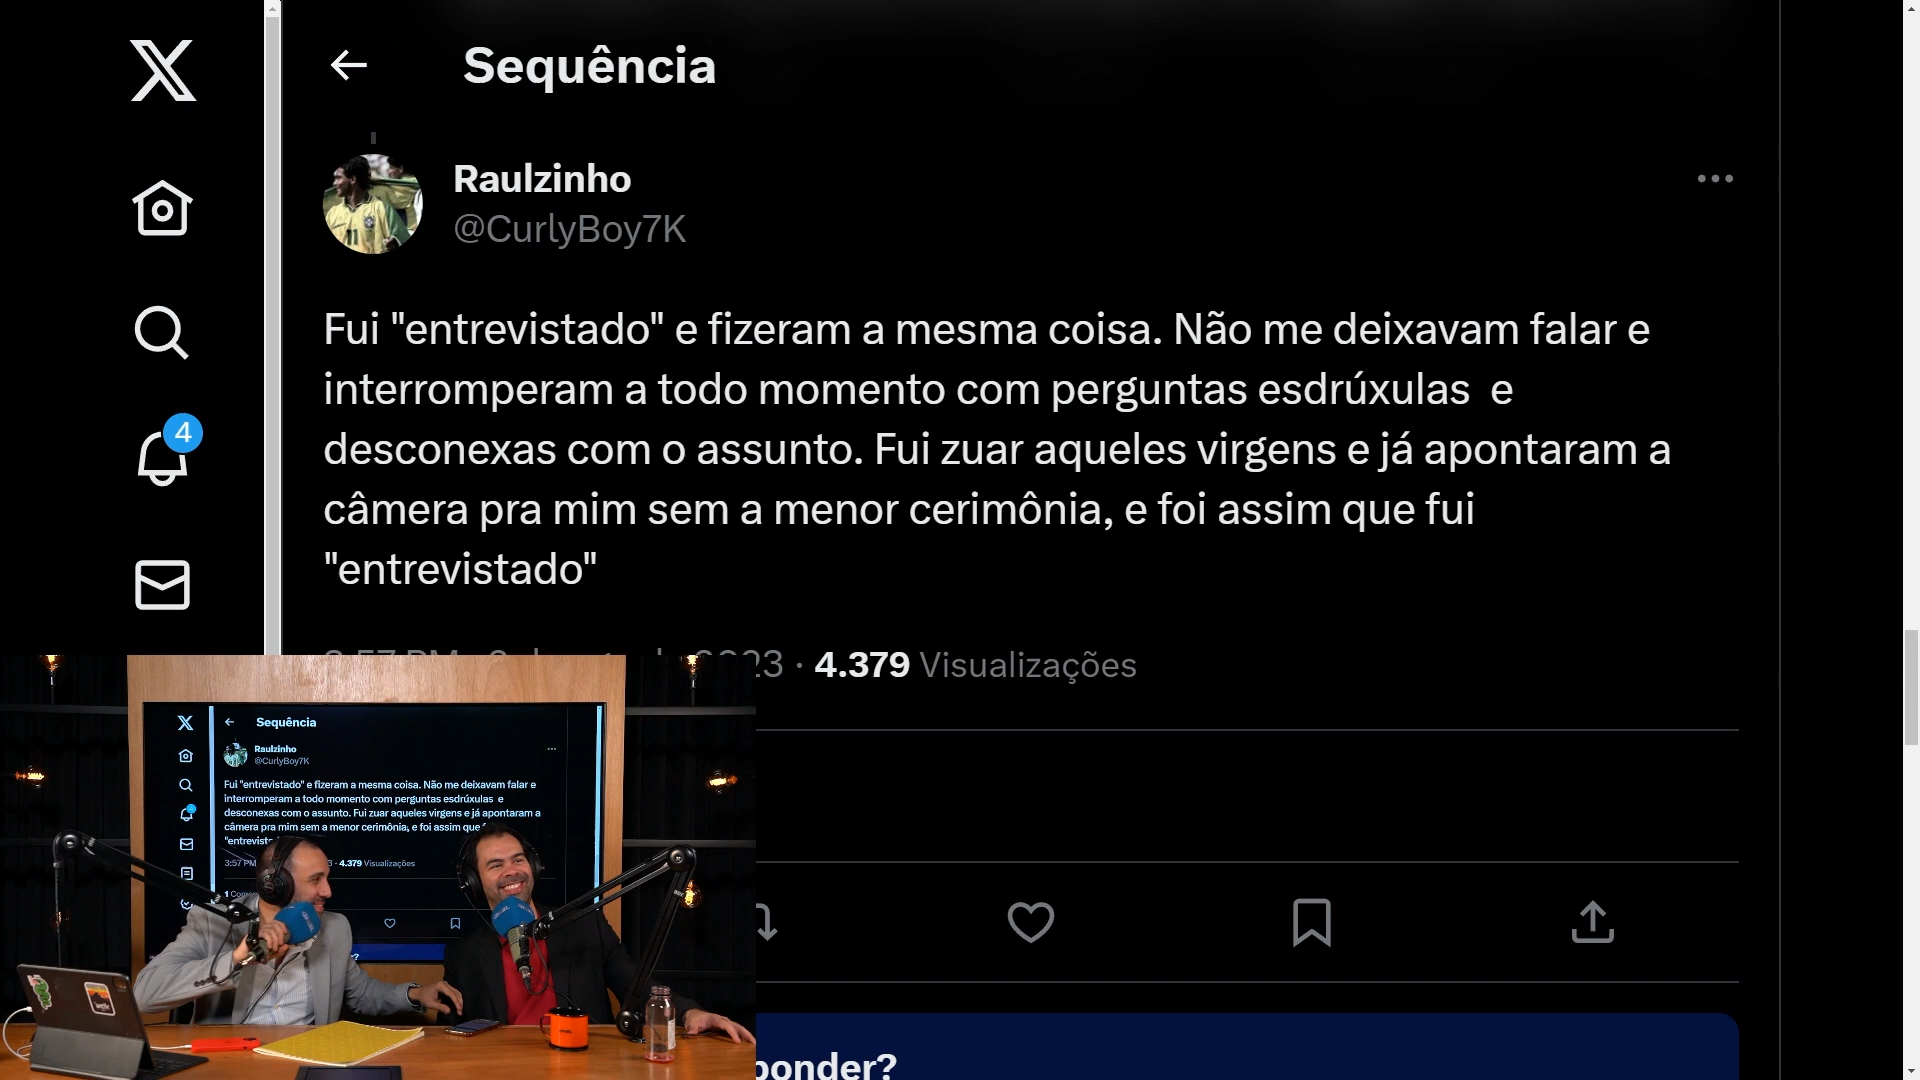 Sequência
Raulzinho
@CurlyBoy7K
Fui "entrevistado" e fizeram a mesma coisa. Não me deixavam falar e
interromperam a todo momento com perguntas esdrúxulas  e
desconexas com o assunto. Fui zuar aqueles virgens e já apontaram a
câmera pra mim sem a menor cerimônia, e foi assim que fui
"entrevistado"
4
4.379 Visualizações
Sequência
Raulzinho
@CurlyBoy7K
Fui "entrevistado" e fizeram a mesma coisa. Não me deixavam falar e
interromperam a todo momento com perguntas esdrúxulas  e
desconexas com o assunto. Fui zuar aqueles virgens e já apontaram a
câmera pra mim sem a menor cerimônia, e foi assim que
3:57 PM
4.379 Visualizações